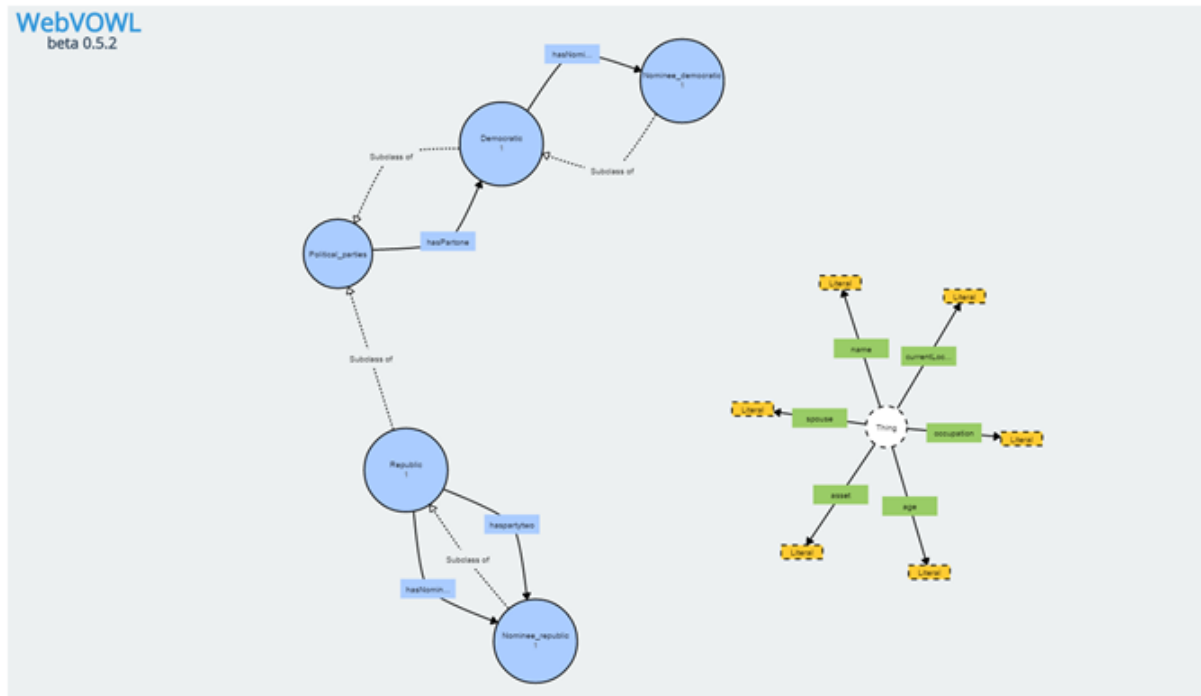 WebVOWL
beta 0.5.2
hasNomi...
Nominee_democratic
1
Democratic
1
Subclass of
Subclass of
hasPartone
Political_parties
Literal
Literal
name
currentLoc...
Subclass of
Literal
spouse
Thing
occupation
Literal
Republic
1
asset
age
haspartytwo
Literal
Subclass of
Literal
hasNomin...
Nominee_republic
1